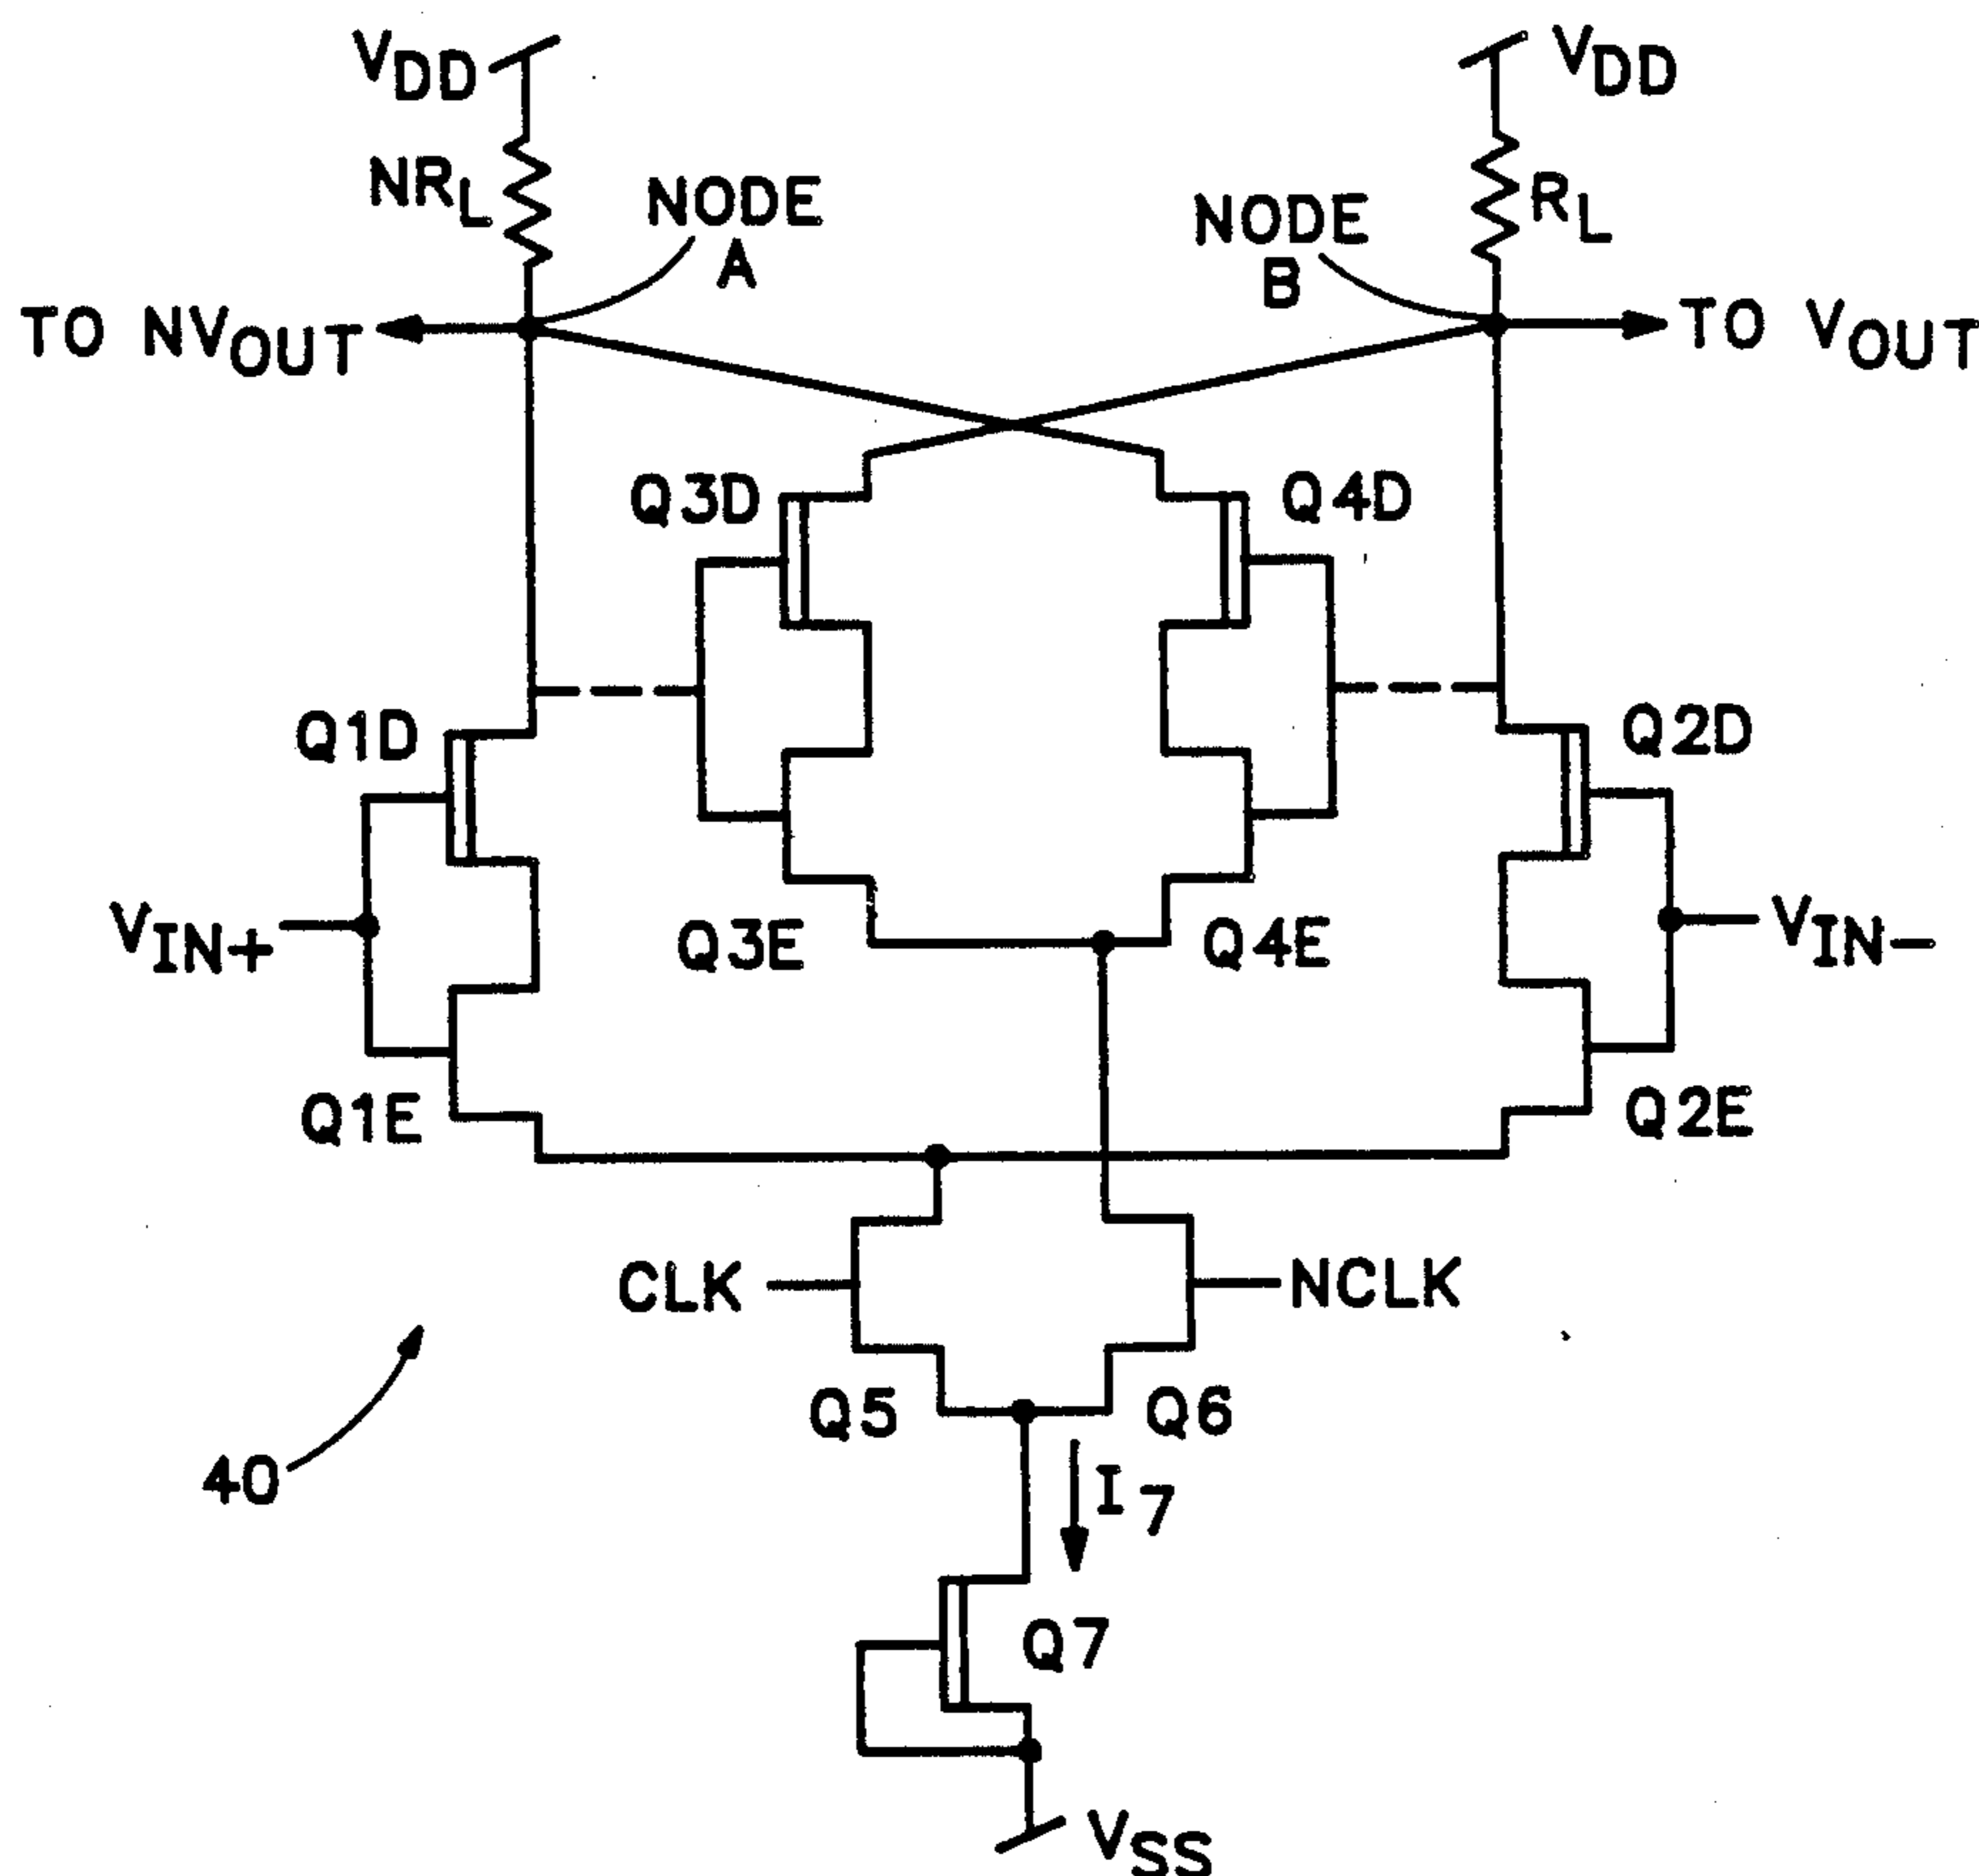 VDD
VDD
NRL
NODE
A
NODE
B
RL
TO NVOUT
TO VOUT
Q3D
Q4D
Q1D
Q2D
VIN+
Q3E
Q4E
VIN−
Q1E
Q2E
CLK
NCLK
Q5
Q6
40
I7
Q7
VSS